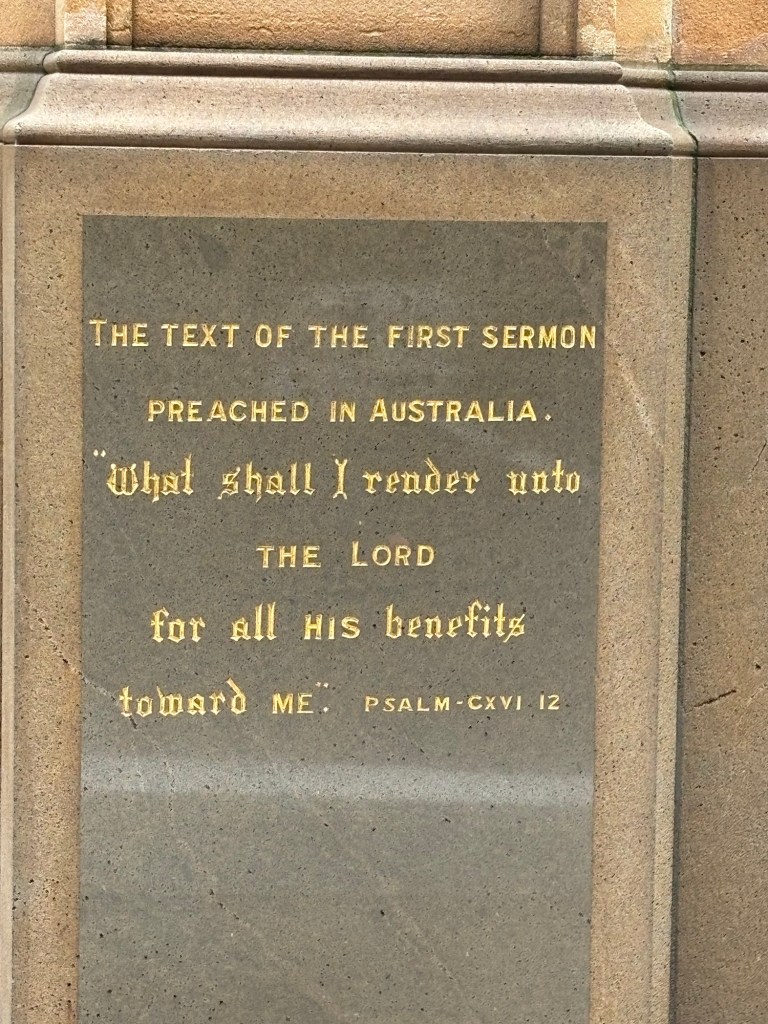 THE TEXT OF THE FIRST SERMON
PREACHED IN AUSTRALIA.
"What shall I render unto
THE LORD
for all HIS benefits
toward ME". PSALM-CXVI 12